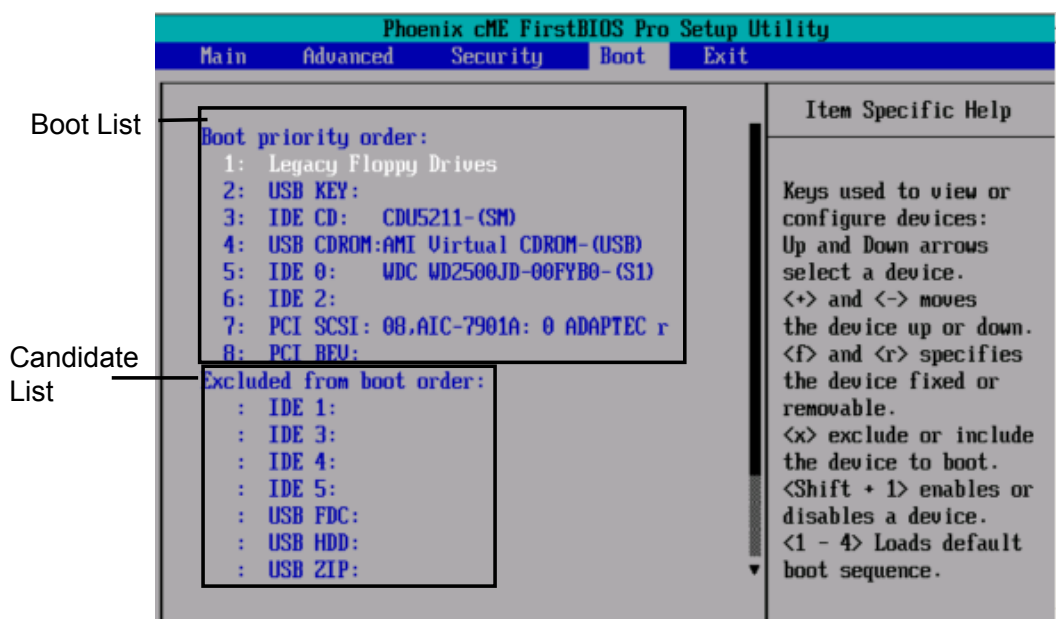 Phoenix cME FirstBIOS Pro Setup Utility
Main Advanced Security Boot Exit
Boot List
Boot priority order:
1: Legacy Floppy Drives
2: USB KEY:
3: IDE CD: CDU5211-(SM)
4: USB CDROM:AMI Virtual CDROM-(USB)
5: IDE 0: WDC WD2500JD-00FYB0-(S1)
6: IDE 2:
7: PCI SCSI: 08,AIC-7901A: 0 ADAPTEC r
8: PCI BEV:
Candidate
List
Excluded from boot order:
: IDE 1:
: IDE 3:
: IDE 4:
: IDE 5:
: USB FDC:
: USB HDD:
: USB ZIP:
Item Specific Help
Keys used to view or
configure devices:
Up and Down arrows
select a device.
<+> and <-> moves
the device up or down.
<f> and <r> specifies
the device fixed or
removable.
<x> exclude or include
the device to boot.
<Shift + 1> enables or
disables a device.
<1 - 4> Loads default
boot sequence.